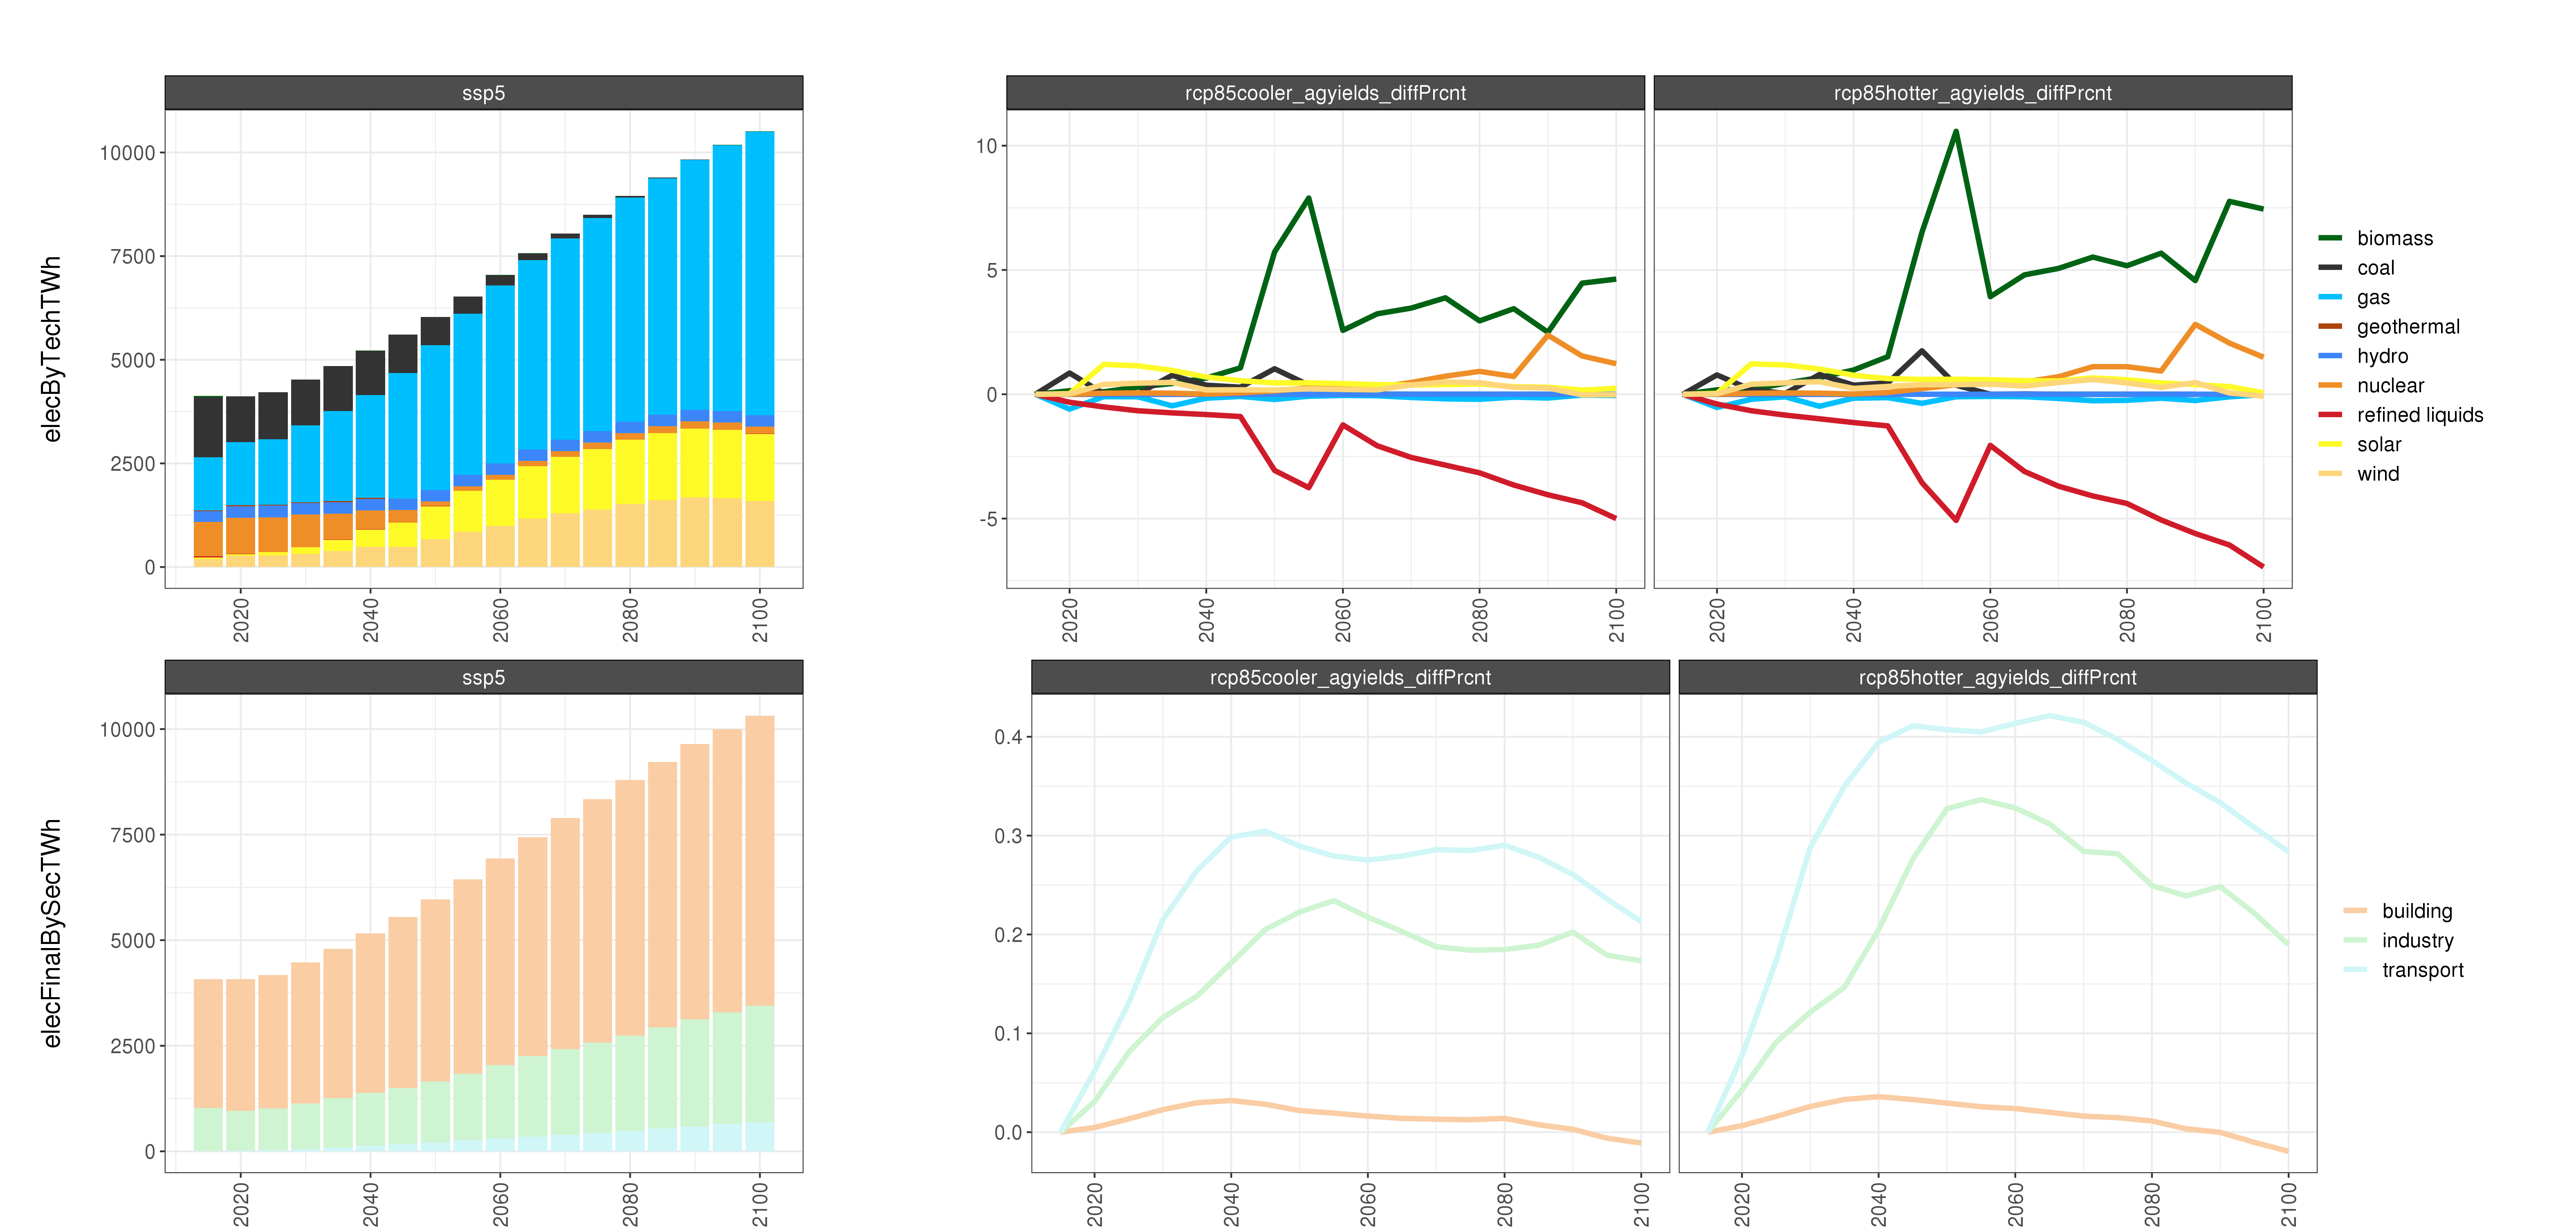 ssp5
rcp85cooler_agyields_diffPrcnt
rcp85hotter_agyields_diffPrcnt
elecByTechTWh
10000
7500
5000
2500
0
2020
2040
2060
2080
2100
10
5
0
-5
2020
2040
2060
2080
2100
2020
2040
2060
2080
2100
biomass
coal
gas
geothermal
hydro
nuclear
refined liquids
solar
wind
ssp5
rcp85cooler_agyields_diffPrcnt
rcp85hotter_agyields_diffPrcnt
elecFinalBySecTWh
10000
7500
5000
2500
0
2020
2040
2060
2080
2100
0.4
0.3
0.2
0.1
0.0
2020
2040
2060
2080
2100
2020
2040
2060
2080
2100
building
industry
transport